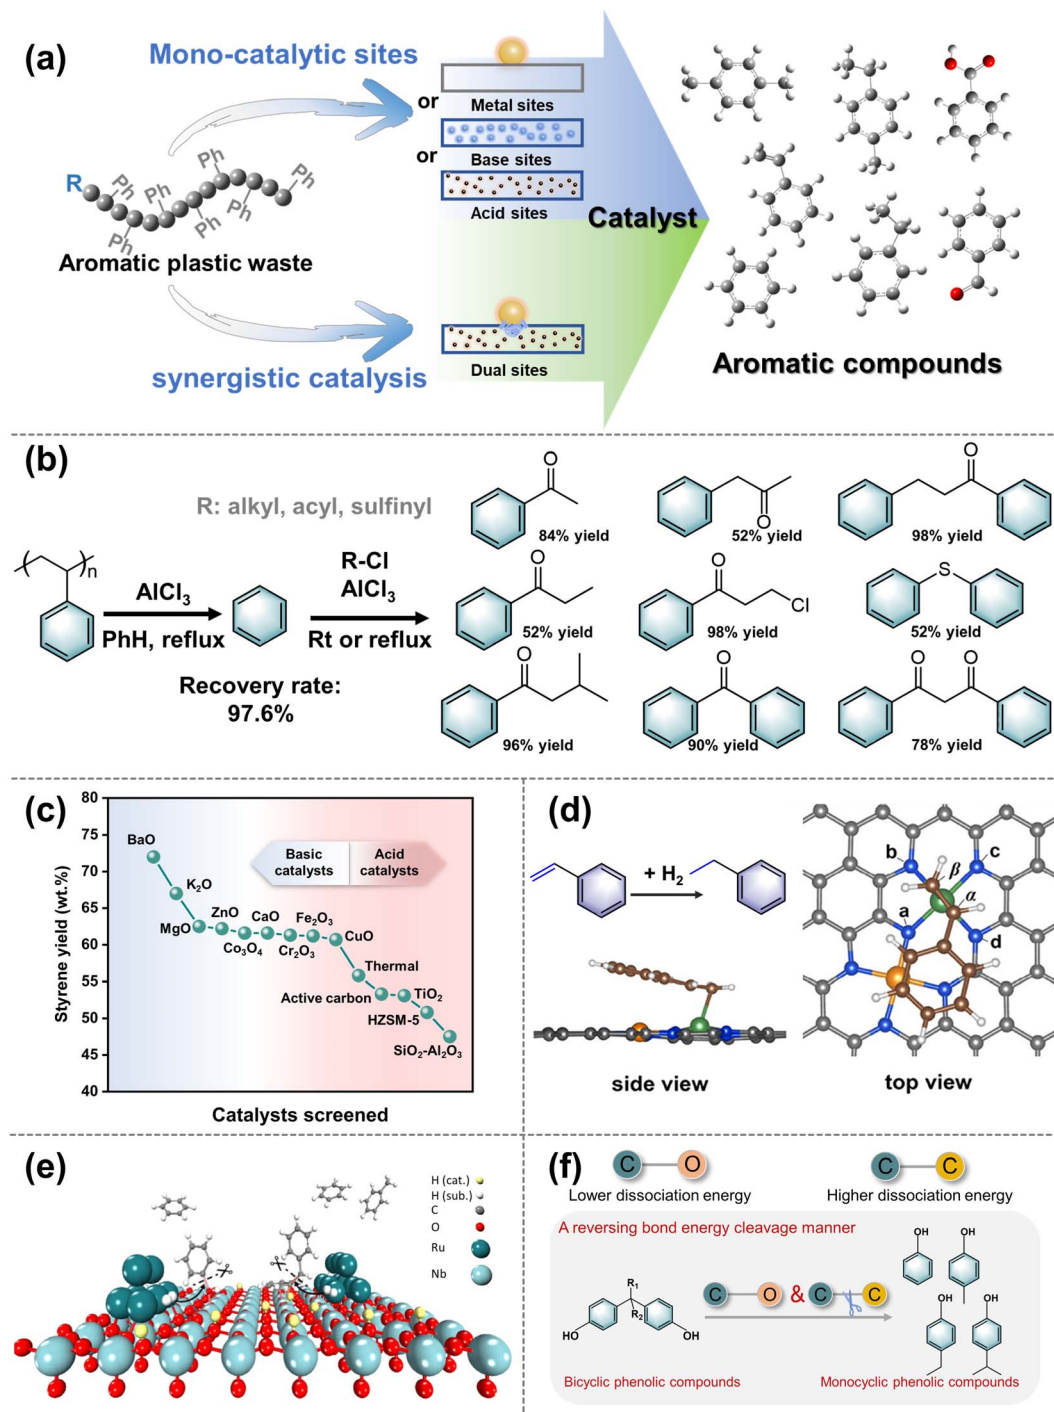 (a)
Mono-catalytic sites
or
Metal sites
or
Base sites
Acid sites
R
Ph
Ph
Ph
Ph
Ph
Ph
Ph
Aromatic plastic waste
Catalyst
synergistic catalysis
Dual sites
Aromatic compounds
(b)
R: alkyl, acyl, sulfinyl
n
AlCl3
PhH, reflux
R-Cl
AlCl3
Rt or reflux
Recovery rate:
97.6%
O
84% yield
O
52% yield
O
98% yield
O
52% yield
O
Cl
98% yield
S
52% yield
O
96% yield
O
90% yield
O O
78% yield
(c)
Styrene yield (wt.%)
80
75
70
65
60
55
50
45
40
BaO
K2O
MgO
ZnO
Co3O4
CaO
Cr2O3
Fe2O3
CuO
Thermal
Active carbon
TiO2
HZSM-5
SiO2-Al2O3
Basic
catalysts
Acid
catalysts
Catalysts screened
(d)
+ H2
side view
b
c
β
α
a
d
top view
(e)
H (cat.)
H (sub.)
C
O
Ru
Nb
(f)
C O
Lower dissociation energy
C C
Higher dissociation energy
A reversing bond energy cleavage manner
R1
R2
HO
OH
C O & C C
OH
OH
OH
OH
Bicyclic phenolic compounds
Monocyclic phenolic compounds